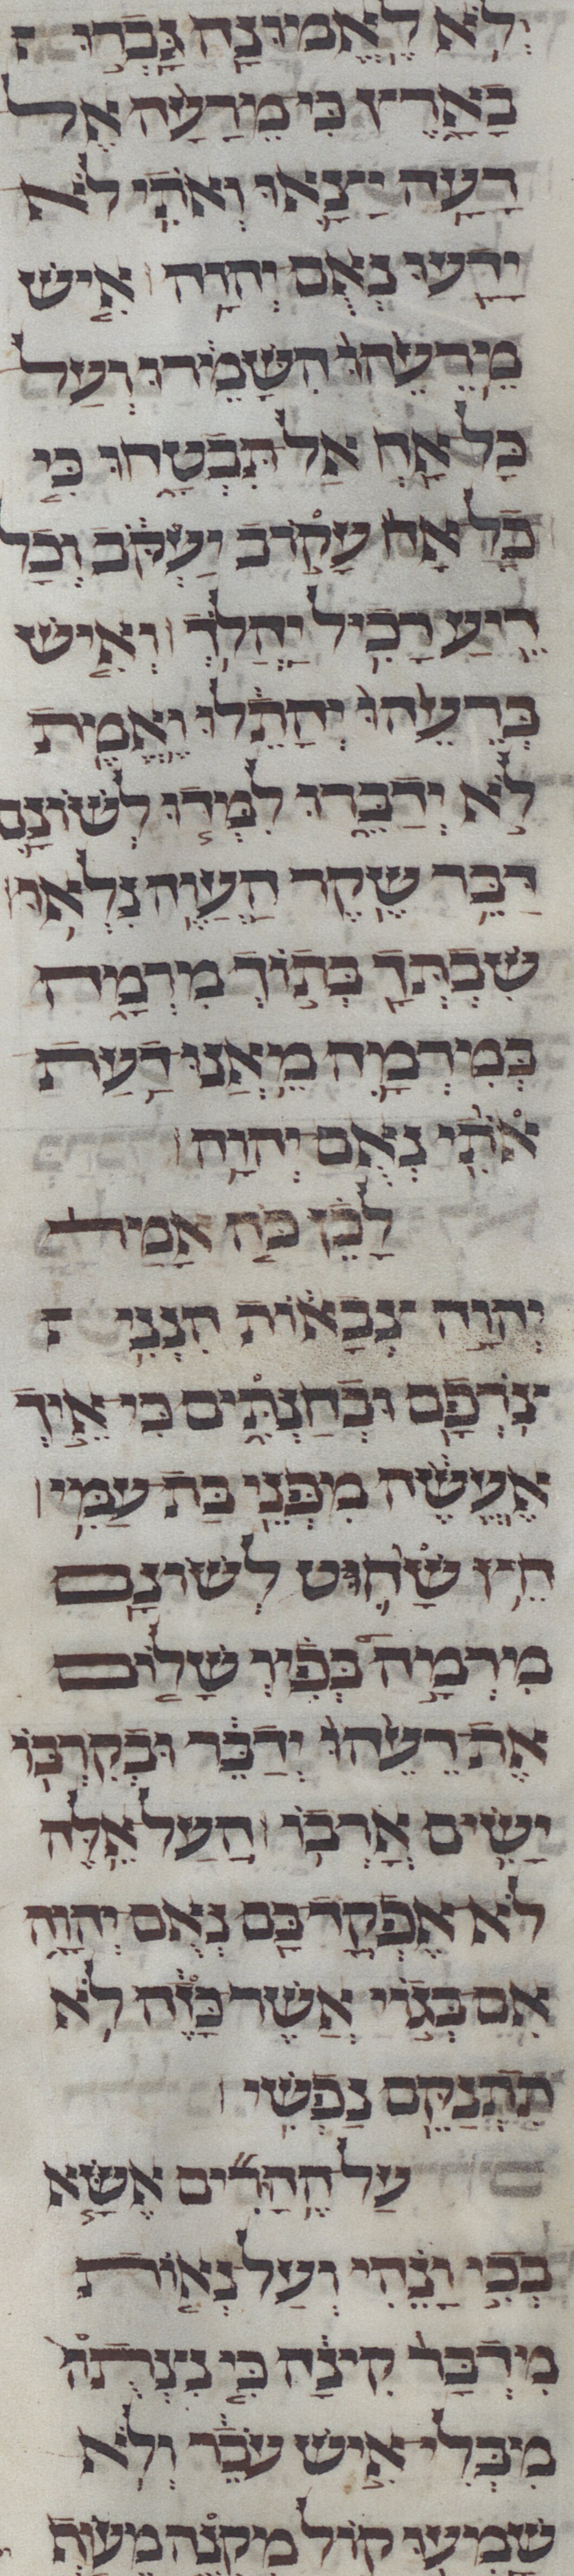 וְלֹא לֶאֱמוּנָה גָּבְרוּ
בָאָרֶץ כִּי מֵרָעָה אֶל
רָעָה יָצָאוּ וְאֹתִי לֹא
יָדָעוּ נְאֻם יְהוָה אִישׁ
מֵרֵעֵהוּ הִשָּׁמֵרוּ וְעַל
כָּל אָח אַל תִּבְטָחוּ כִּי
כָל אָח עָקוֹב יַעְקֹב וְכָל
רֵיעַ רָכִיל יַהֲלֹךְ וְאִישׁ
בְּרֵעֵהוּ יְהָתֵלּוּ וֶאֱמֶת
לֹא יְדַבֵּרוּ לִמְּדוּ לְשׁוֹנָם
דַּבֶּר שֶׁקֶר הַעֲוֵה נִלְאוּ
שִׁבְתְּךָ בְּתוֹךְ מִרְמָה
בְּמִרְמָה מֵאֲנוּ דַעַת
אֹתִי נְאֻם יְהוָה
לָכֵן כֹּה אָמַר
יְהוָה צְבָאוֹת הִנְנִי
צֹרְפָם וּבְחַנְתִּים כִּי אֵיךְ
אֶעֱשֶׂה מִפְּנֵי בַּת עַמִּי
חֵץ שָׁחוּט לְשׁוֹנָם
מִרְמָה בְּפִיו שָׁלוֹם
אֶת רֵעֵהוּ יְדַבֵּר וּבְקִרְבּוֹ
יָשִׂים אָרְבּוֹ הַעַל אֵלֶּה
לֹא אֶפְקָד בָּם נְאֻם יְהוָה
אִם בְּגוֹי אֲשֶׁר כָּזֶה לֹא
תִתְנַקֵּם נַפְשִׁי
עַל הֶהָרִים אֶשָּׂא
בְכִי וָנֶהִי וְעַל נְאוֹת
מִדְבָּר קִינָה כִּי נִצְּתוּ
מִבְּלִי אִישׁ עֹבֵר וְלֹא
שָׁמְעוּ קוֹל מִקְנֶה מֵעוֹף